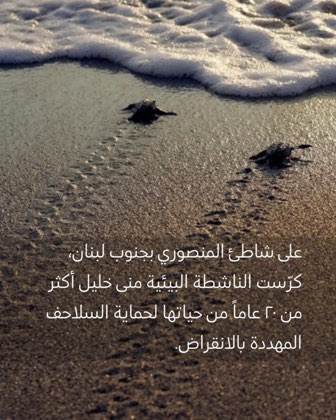 على شاطئ المنصوري بجنوب لبنان،
كرّست الناشطة البيئية منى خليل أكثر
من ٢٠ عاماً من حياتها لحماية السلاحف
المهددة بالانقراض.